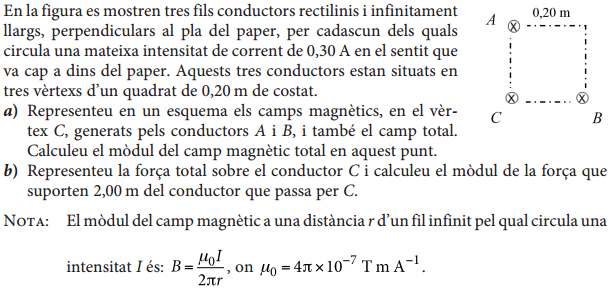 En la figura es mostren tres fils conductors rectilinis i infinitament
llargs, perpendiculars al pla del paper, per cadascun dels quals
circula una mateixa intensitat de corrent de 0,30 A en el sentit que
va cap a dins del paper. Aquests tres conductors estan situats en
tres vèrtexs d’un quadrat de 0,20 m de costat.
a) Representeu en un esquema els camps magnètics, en el vèr-
tex C, generats pels conductors A i B, i també el camp total.
Calculeu el mòdul del camp magnètic total en aquest punt.
b) Representeu la força total sobre el conductor C i calculeu el mòdul de la força que
suporten 2,00 m del conductor que passa per C.
NOTA: El mòdul del camp magnètic a una distància r d’un fil infinit pel qual circula una
intensitat I és: B = μ₀I / 2πr, on μ₀ = 4π × 10⁻⁷ T m A⁻¹.
A 0,20 m
C B